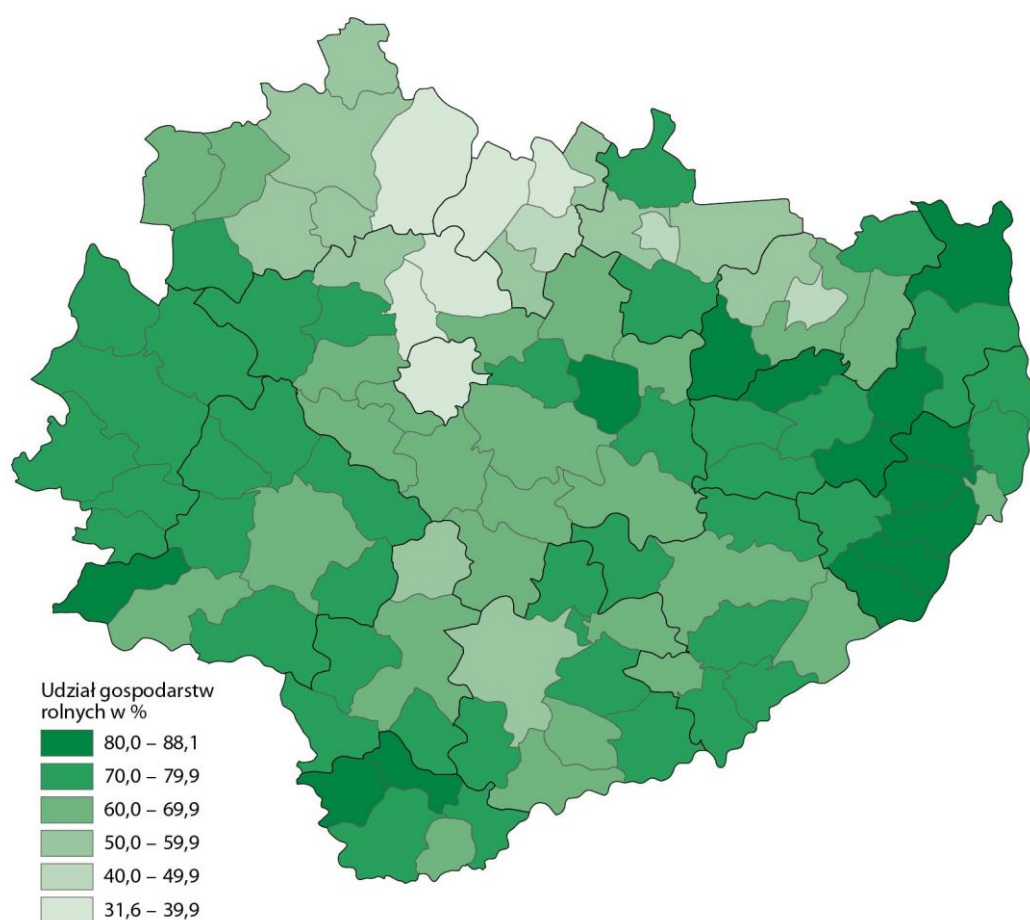 Udział gospodarstw
rolnych w %
80,0 – 88,1
70,0 – 79,9
60,0 – 69,9
50,0 – 59,9
40,0 – 49,9
31,6 – 39,9